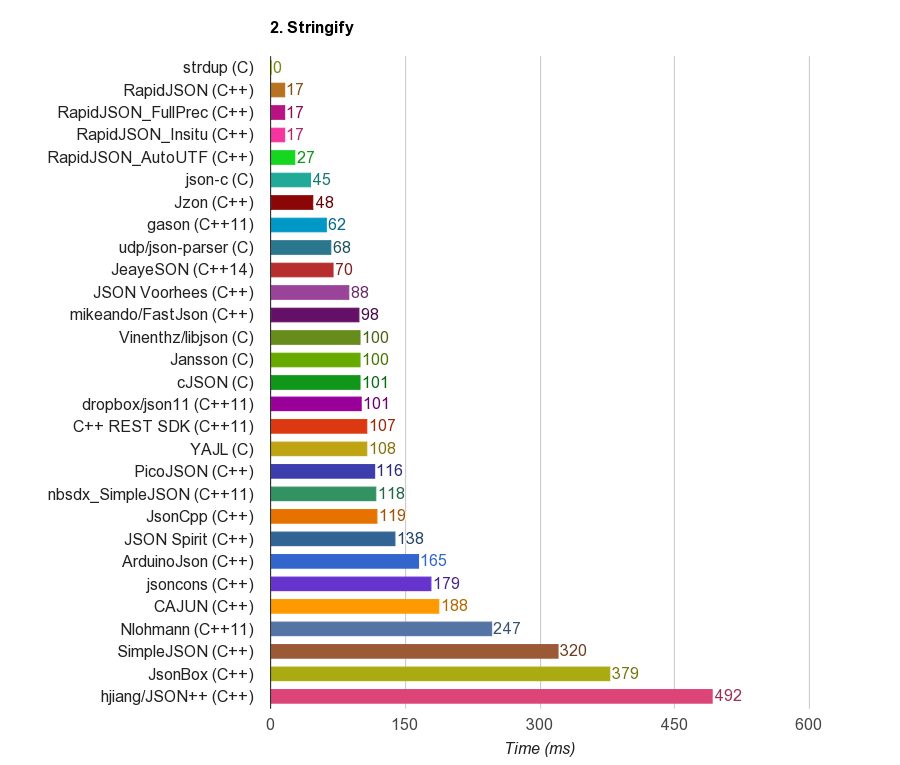 2. Stringify
strdup (C) 0
RapidJSON (C++) 17
RapidJSON_FullPrec (C++) 17
RapidJSON_Insitu (C++) 17
RapidJSON_AutoUTF (C++) 27
json-c (C) 45
Jzon (C++) 48
gason (C++11) 62
udp/json-parser (C) 68
JeayeSON (C++14) 70
JSON Voorhees (C++) 88
mikeando/FastJson (C++) 98
Vinenthz/libjson (C) 100
Jansson (C) 100
cJSON (C) 101
dropbox/json11 (C++11) 101
C++ REST SDK (C++11) 107
YAJL (C) 108
PicoJSON (C++) 116
nbsdx_SimpleJSON (C++11) 118
JsonCpp (C++) 119
JSON Spirit (C++) 138
ArduinoJson (C++) 165
jsoncons (C++) 179
CAJUN (C++) 188
Nlohmann (C++11) 247
SimpleJSON (C++) 320
JsonBox (C++) 379
hjiang/JSON++ (C++) 492
0 150 300 450 600
Time (ms)